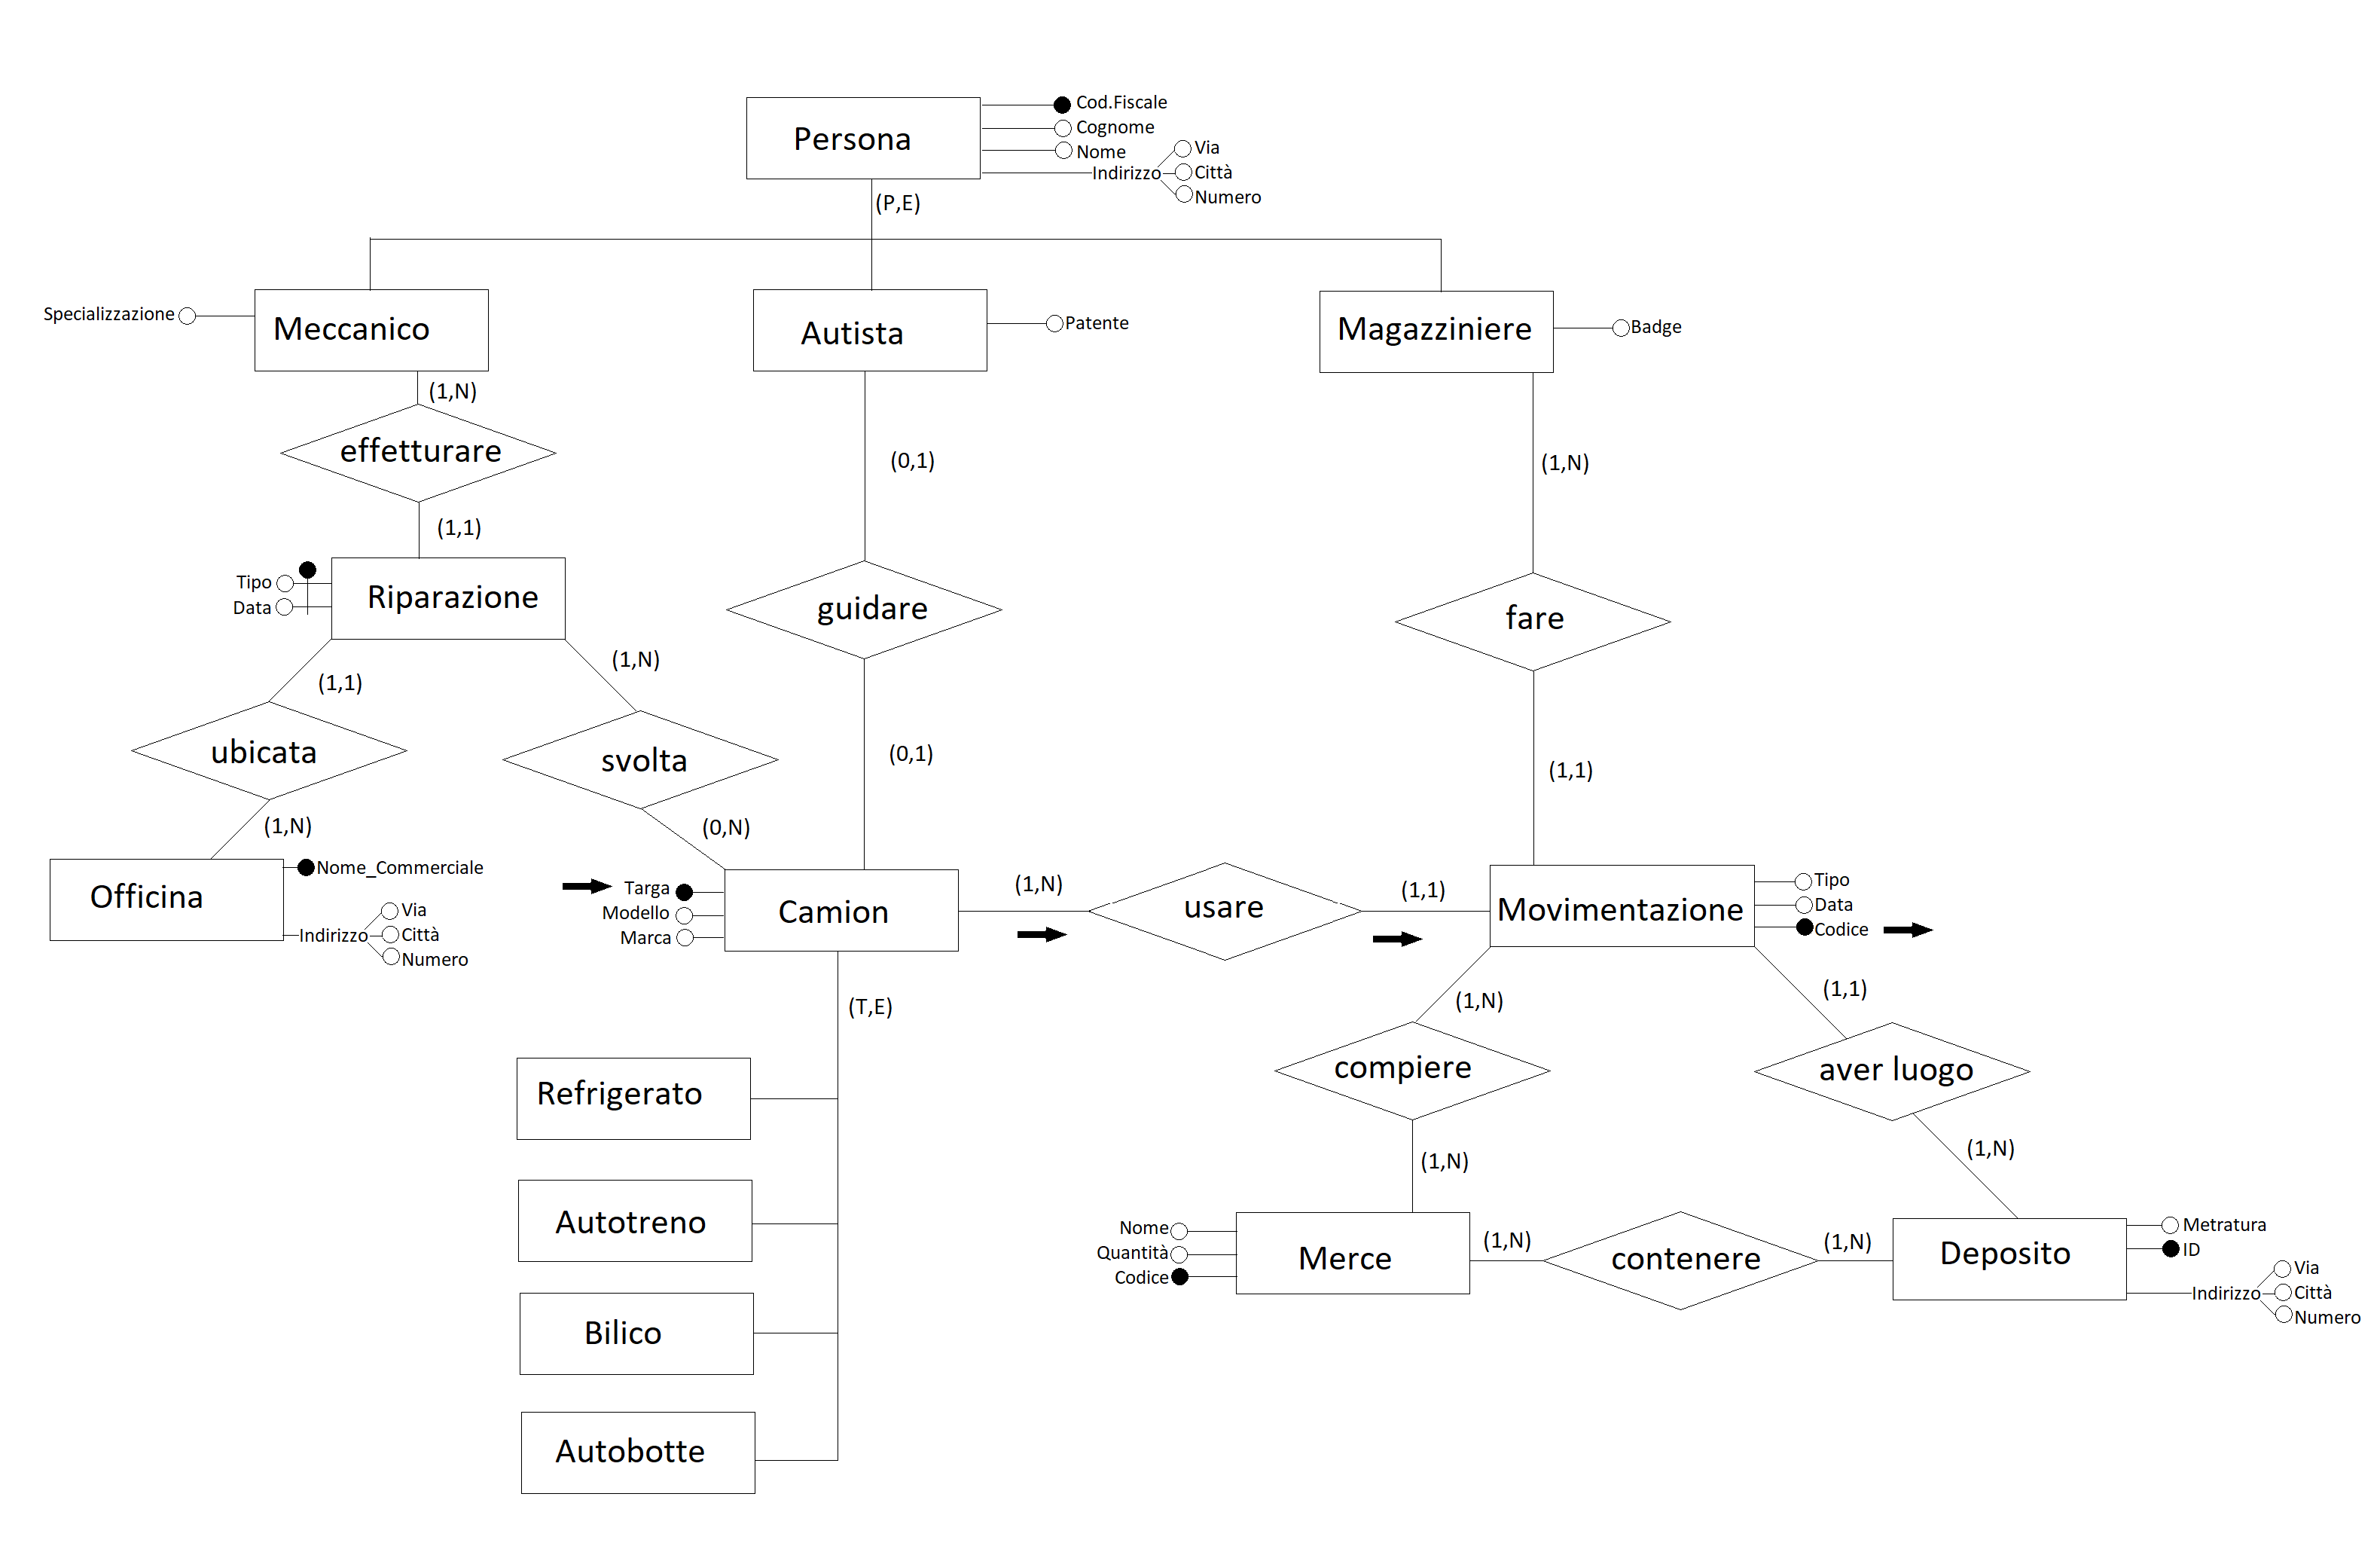 Persona
Cod.Fiscale
Cognome
Nome
Indirizzo
Via
Città
Numero
(P,E)
Specializzazione
Meccanico
Autista
Patente
Magazziniere
Badge
(1,N)
effetturare
(0,1)
(1,N)
(1,1)
Tipo
Data
Riparazione
guidare
fare
(1,1)
(1,N)
ubicata
svolta
(0,1)
(1,1)
(1,N)
(0,N)
Officina
Nome_Commerciale
Indirizzo
Via
Città
Numero
Targa
Modello
Marca
Camion
(1,N)
usare
(1,1)
Movimentazione
Tipo
Data
Codice
(T,E)
(1,N)
(1,1)
Refrigerato
compiere
aver luogo
(1,N)
(1,N)
Autotreno
Nome
Quantità
Codice
Merce
(1,N)
contenere
(1,N)
Deposito
Metratura
ID
Indirizzo
Via
Città
Numero
Bilico
Autobotte